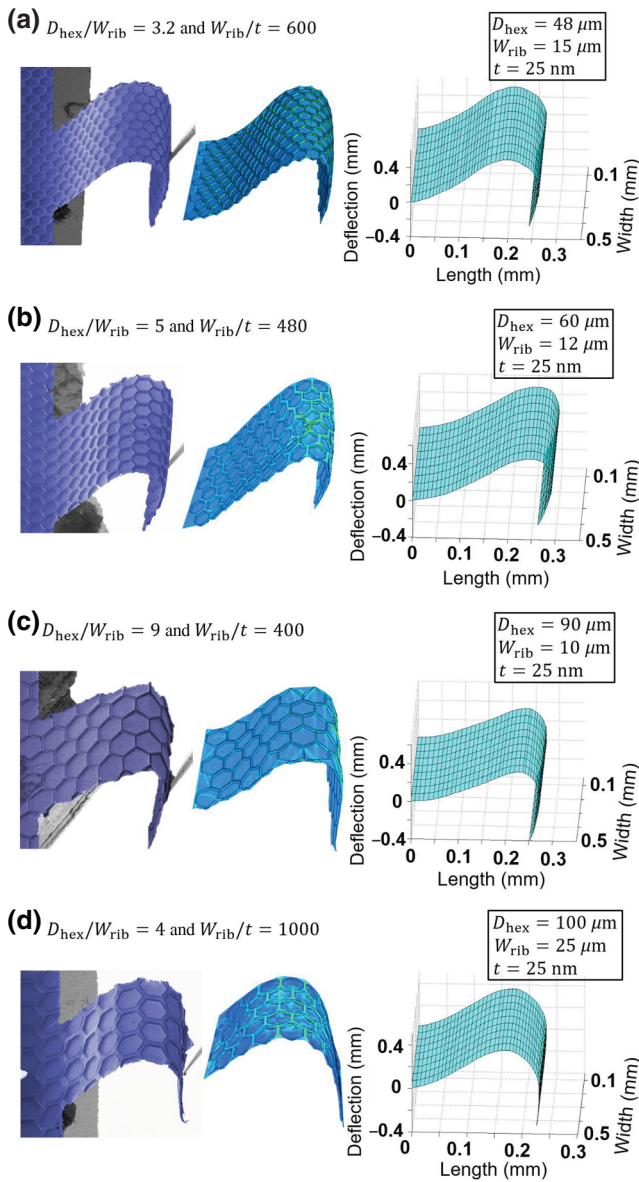 (a)
D_hex/W_rib = 3.2 and W_rib/t = 600
D_hex = 48 μm
W_rib = 15 μm
t = 25 nm
Deflection (mm)
0.4
0
−0.4
0 0.1 0.2 0.3
Length (mm)
0.1
0.5
Width (mm)
(b)
D_hex/W_rib = 5 and W_rib/t = 480
D_hex = 60 μm
W_rib = 12 μm
t = 25 nm
Deflection (mm)
0.4
0
−0.4
0 0.1 0.2 0.3
Length (mm)
0.1
0.5
Width (mm)
(c)
D_hex/W_rib = 9 and W_rib/t = 400
D_hex = 90 μm
W_rib = 10 μm
t = 25 nm
Deflection (mm)
0.4
0
−0.4
0 0.1 0.2 0.3
Length (mm)
0.1
0.5
Width (mm)
(d)
D_hex/W_rib = 4 and W_rib/t = 1000
D_hex = 100 μm
W_rib = 25 μm
t = 25 nm
Deflection (mm)
0.4
0
−0.4
0 0.1 0.2 0.3
Length (mm)
0.1
0.5
Width (mm)